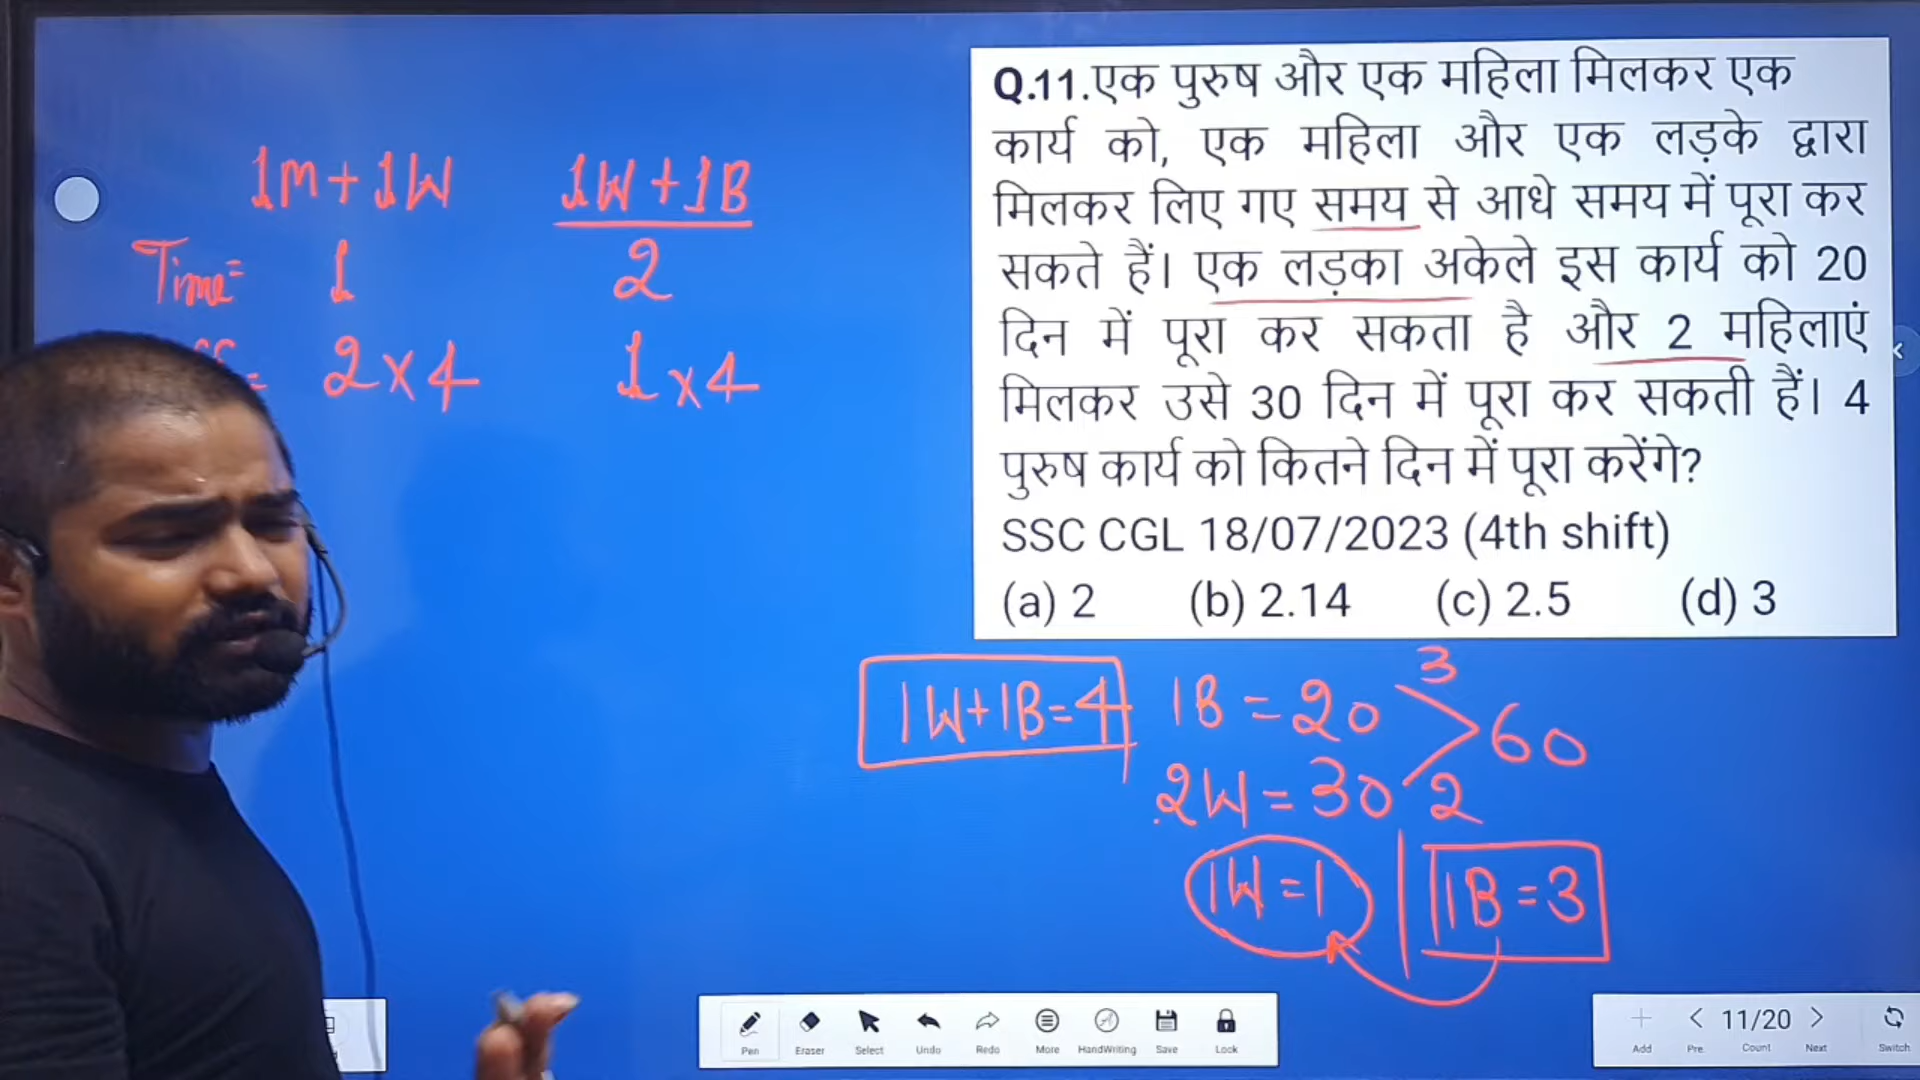 1M+1W 1W+1B
Time= 1 2
= 2×4 1×4
Q.11.एक पुरुष और एक महिला मिलकर एक
कार्य को, एक महिला और एक लड़के द्वारा
मिलकर लिए गए समय से आधे समय में पूरा कर
सकते हैं। एक लड़का अकेले इस कार्य को 20
दिन में पूरा कर सकता है और 2 महिलाएं
मिलकर उसे 30 दिन में पूरा कर सकती हैं। 4
पुरुष कार्य को कितने दिन में पूरा करेंगे?
SSC CGL 18/07/2023 (4th shift)
(a) 2 (b) 2.14 (c) 2.5 (d) 3
1W+1B=4
1B=20 3
60
2W=30 2
1W=1 1B=3
Pen Eraser Select Undo Redo More HandWriting Save Lock
11/20
Add Pre Count Next Switch